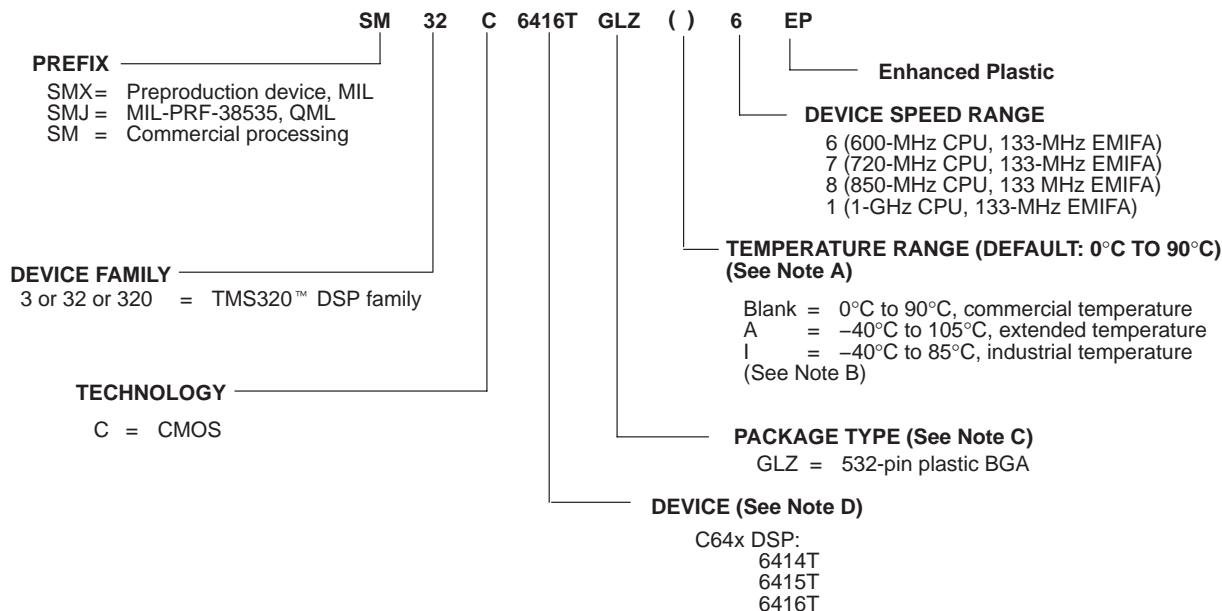 SM 32 C 6416T GLZ ( ) 6 EP
PREFIX
SMX = Preproduction device, MIL
SMJ = MIL-PRF-38535, QML
SM = Commercial processing
Enhanced Plastic
DEVICE SPEED RANGE
6 (600-MHz CPU, 133-MHz EMIFA)
7 (720-MHz CPU, 133-MHz EMIFA)
8 (850-MHz CPU, 133 MHz EMIFA)
1 (1-GHz CPU, 133-MHz EMIFA)
DEVICE FAMILY
3 or 32 or 320 = TMS320™ DSP family
TEMPERATURE RANGE (DEFAULT: 0°C TO 90°C)
(See Note A)
Blank = 0°C to 90°C, commercial temperature
A = −40°C to 105°C, extended temperature
I = −40°C to 85°C, industrial temperature
(See Note B)
TECHNOLOGY
C = CMOS
PACKAGE TYPE (See Note C)
GLZ = 532-pin plastic BGA
DEVICE (See Note D)
C64x DSP:
6414T
6415T
6416T